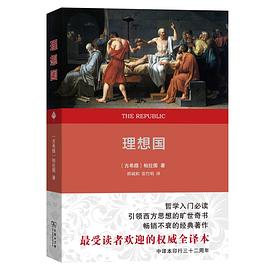 理想国
THE REPUBLIC
理想国
〔古希腊〕柏拉图 著
郭斌和 张竹明 译
哲学入门必读
引领西方思想的旷世奇书
畅销不衰的经典著作
最受读者欢迎的权威全译本
中译本印行三十二周年